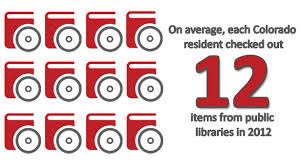 On average, each Colorado
resident checked out
12
items from public
libraries in 2012